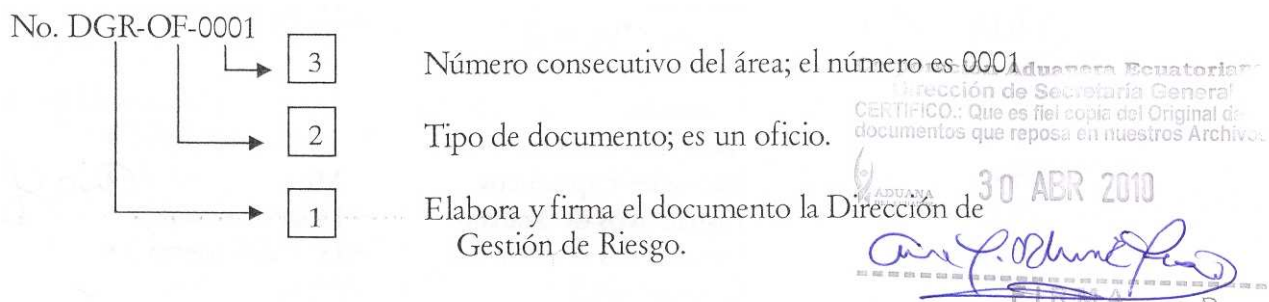 No. DGR-OF-0001
3 Número consecutivo del área; el número es 0001
Aduanera Ecuatoriana
Dirección de Secretaría General
CERTIFICO.: Que es fiel copia del Original de
documentos que reposa en nuestros Archivos
2 Tipo de documento; es un oficio.
ADUANA
30 ABR 2010
1 Elabora y firma el documento la Dirección de
Gestión de Riesgo.
FIRMA